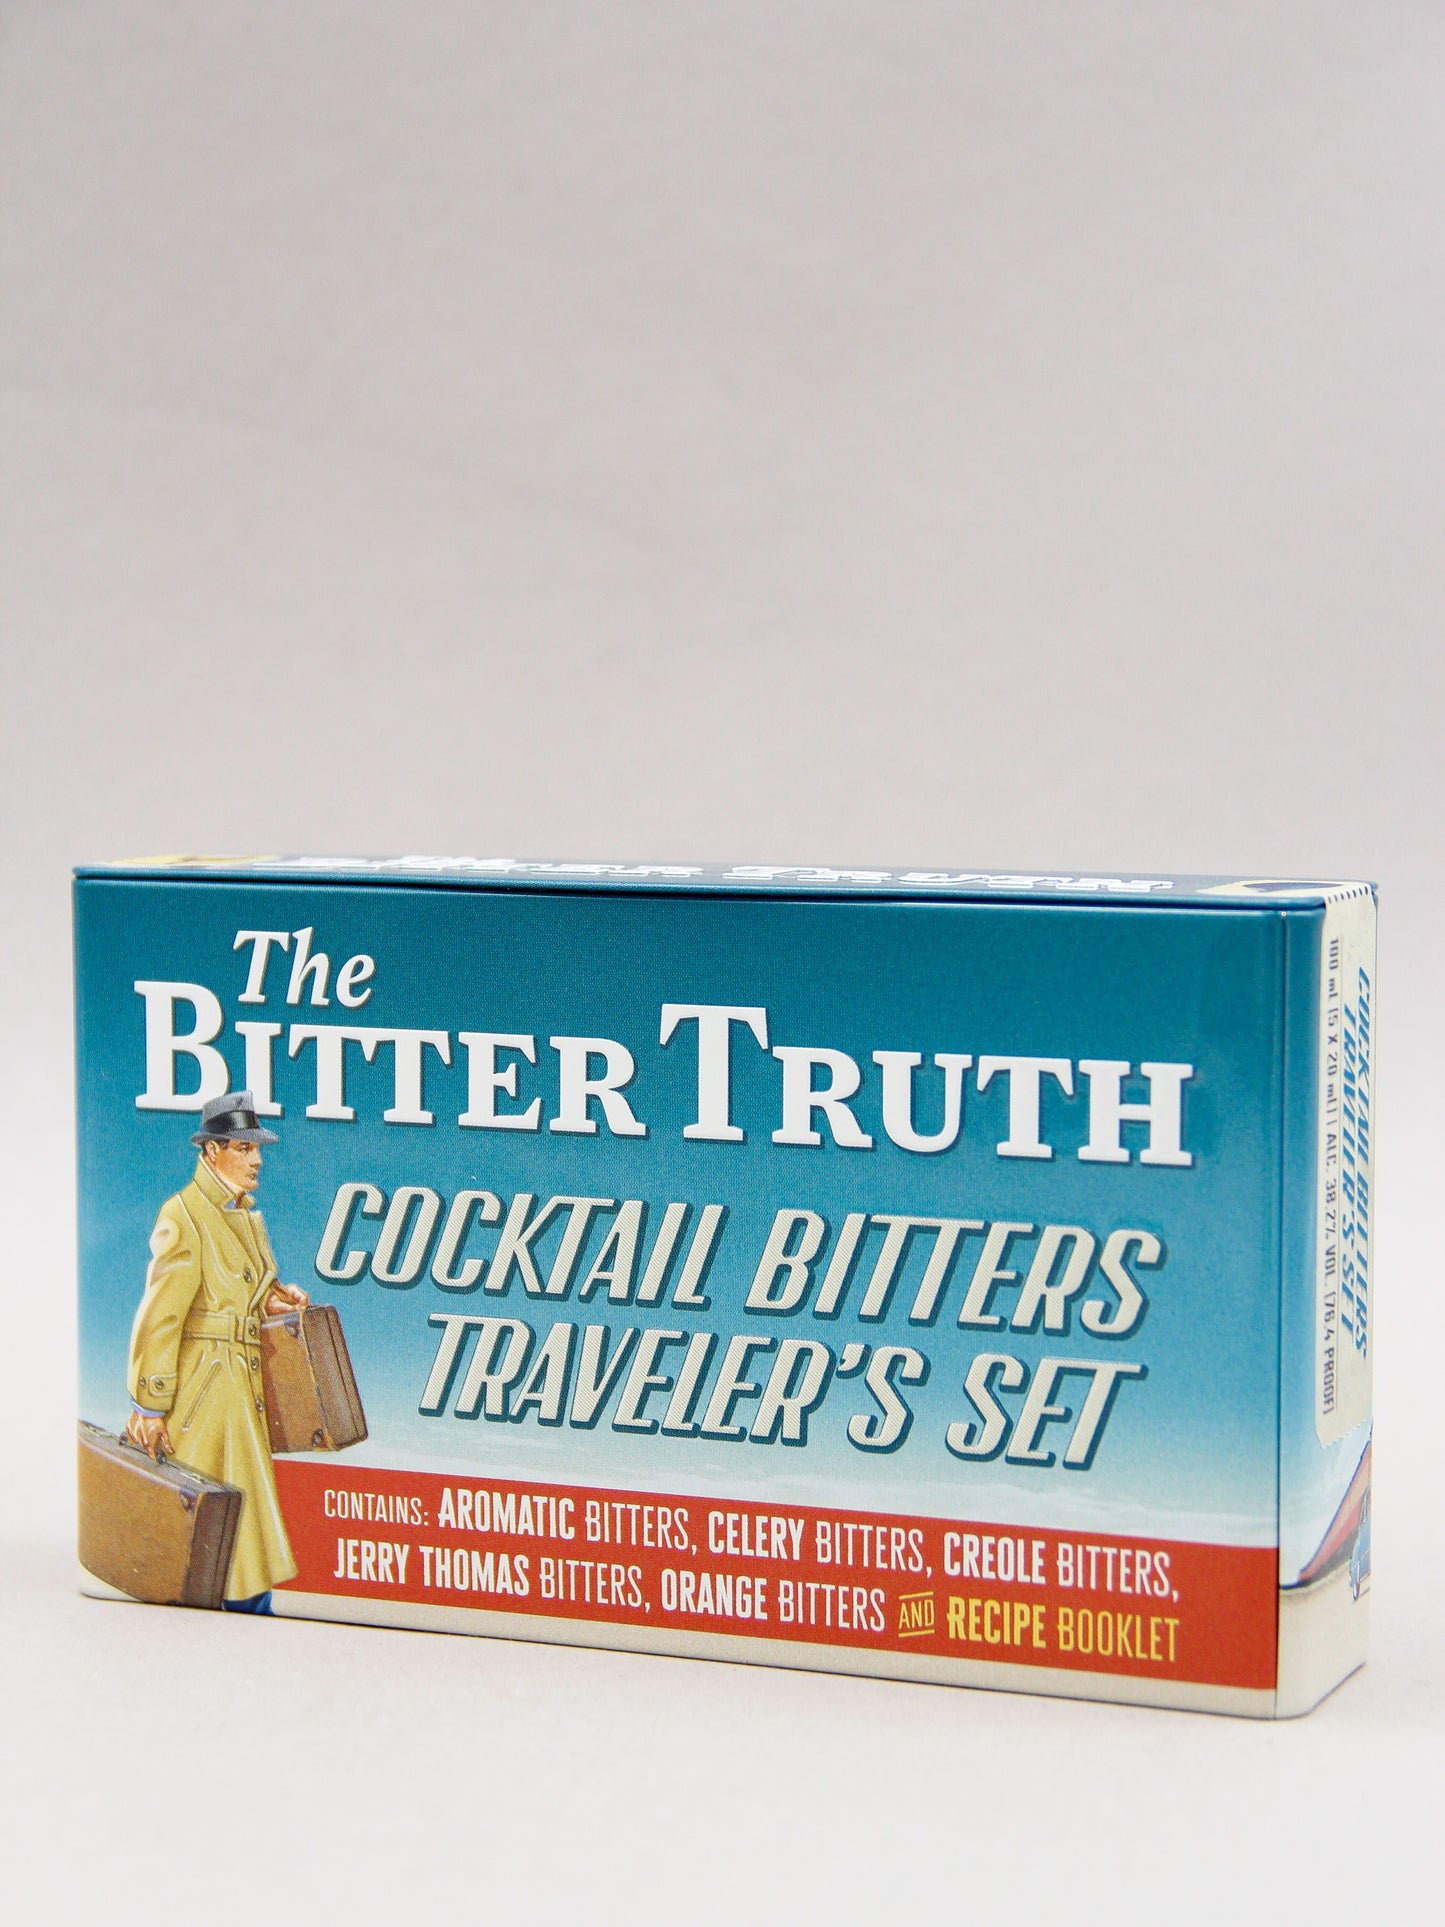 The
BITTER TRUTH
COCKTAIL BITTERS
TRAVELER'S SET
CONTAINS: AROMATIC BITTERS, CELERY BITTERS, CREOLE BITTERS,
JERRY THOMAS BITTERS, ORANGE BITTERS AND RECIPE BOOKLET
COCKTAIL BITTERS
TRAVELER'S SET
100 mL (5 X 20 ml) | ALC. 38.2% VOL. (76.4 PROOF)